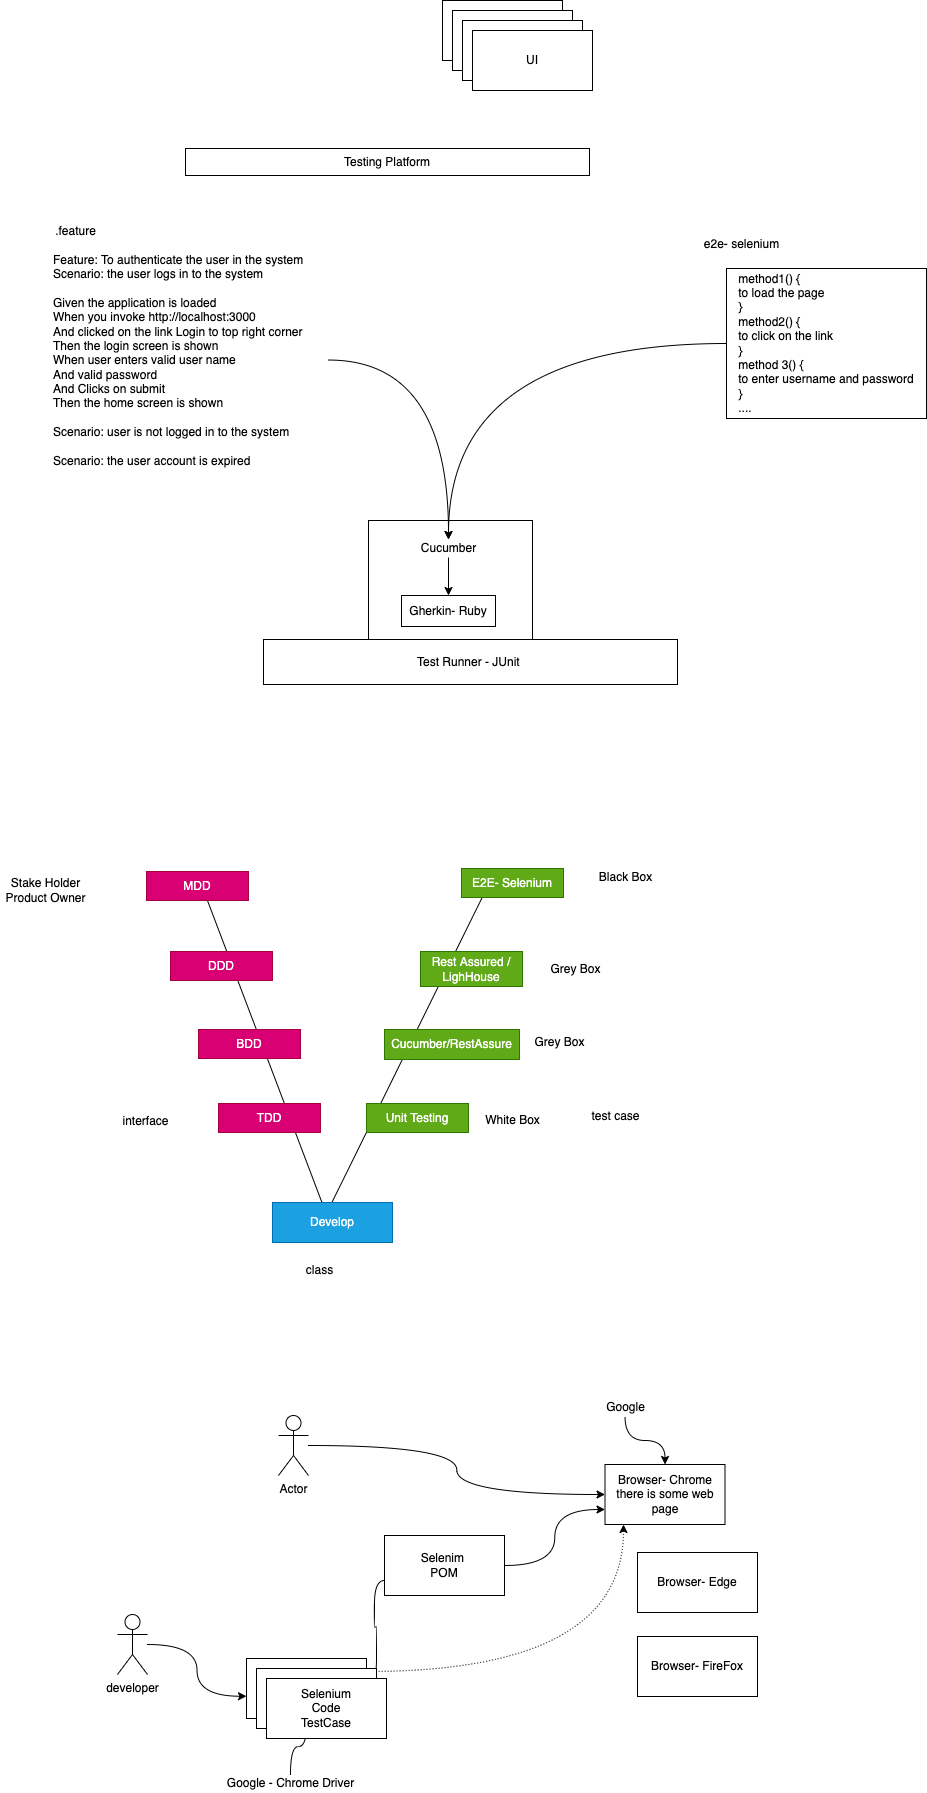 UI
Testing Platform
.feature
Feature: To authenticate the user in the system
Scenario: the user logs in to the system
Given the application is loaded
When you invoke http://localhost:3000
And clicked on the link Login to top right corner
Then the login screen is shown
When user enters valid user name
And valid password
And Clicks on submit
Then the home screen is shown
Scenario: user is not logged in to the system
Scenario: the user account is expired
e2e- selenium
method1() {
to load the page
}
method2() {
to click on the link
}
method 3() {
to enter username and password
}
....
Cucumber
Gherkin- Ruby
Test Runner - JUnit
Stake Holder
Product Owner
MDD
E2E- Selenium
Black Box
DDD
Rest Assured /
LighHouse
Grey Box
BDD
Cucumber/RestAssure
Grey Box
interface
TDD
Unit Testing
White Box
test case
Develop
class
Google
Actor
Browser- Chrome
there is some web
page
Selenim
POM
Browser- Edge
Browser- FireFox
developer
Selenium
Code
TestCase
Google - Chrome Driver